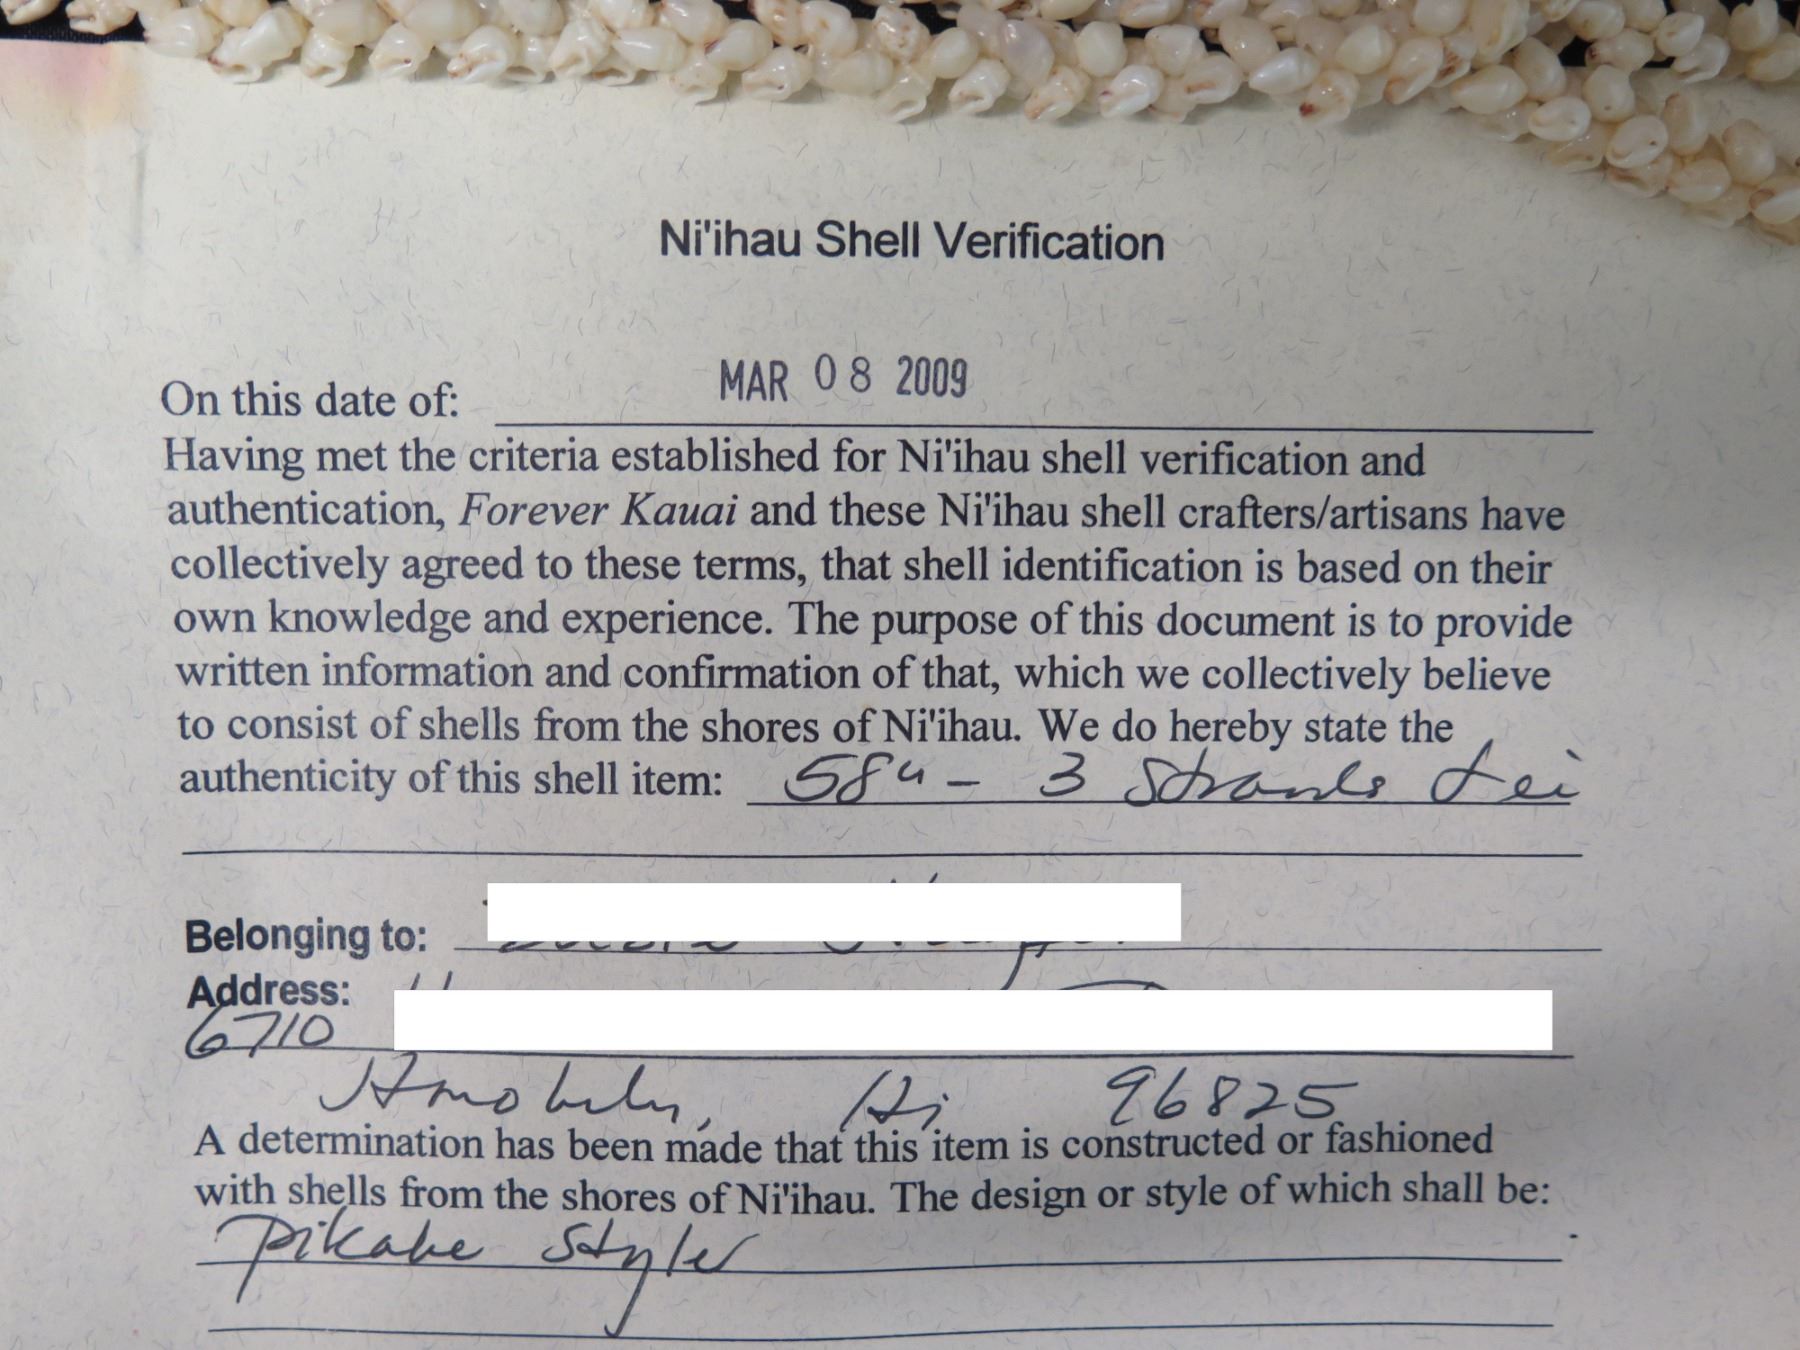 Ni'ihau Shell Verification
On this date of: MAR 08 2009
Having met the criteria established for Ni'ihau shell verification and
authentication, Forever Kauai and these Ni'ihau shell crafters/artisans have
collectively agreed to these terms, that shell identification is based on their
own knowledge and experience. The purpose of this document is to provide
written information and confirmation of that, which we collectively believe
to consist of shells from the shores of Ni'ihau. We do hereby state the
authenticity of this shell item: 58" - 3 Strands Lei
Belonging to:
Address:
6710
Honolulu, Hi 96825
A determination has been made that this item is constructed or fashioned
with shells from the shores of Ni'ihau. The design or style of which shall be:
Pikake Style